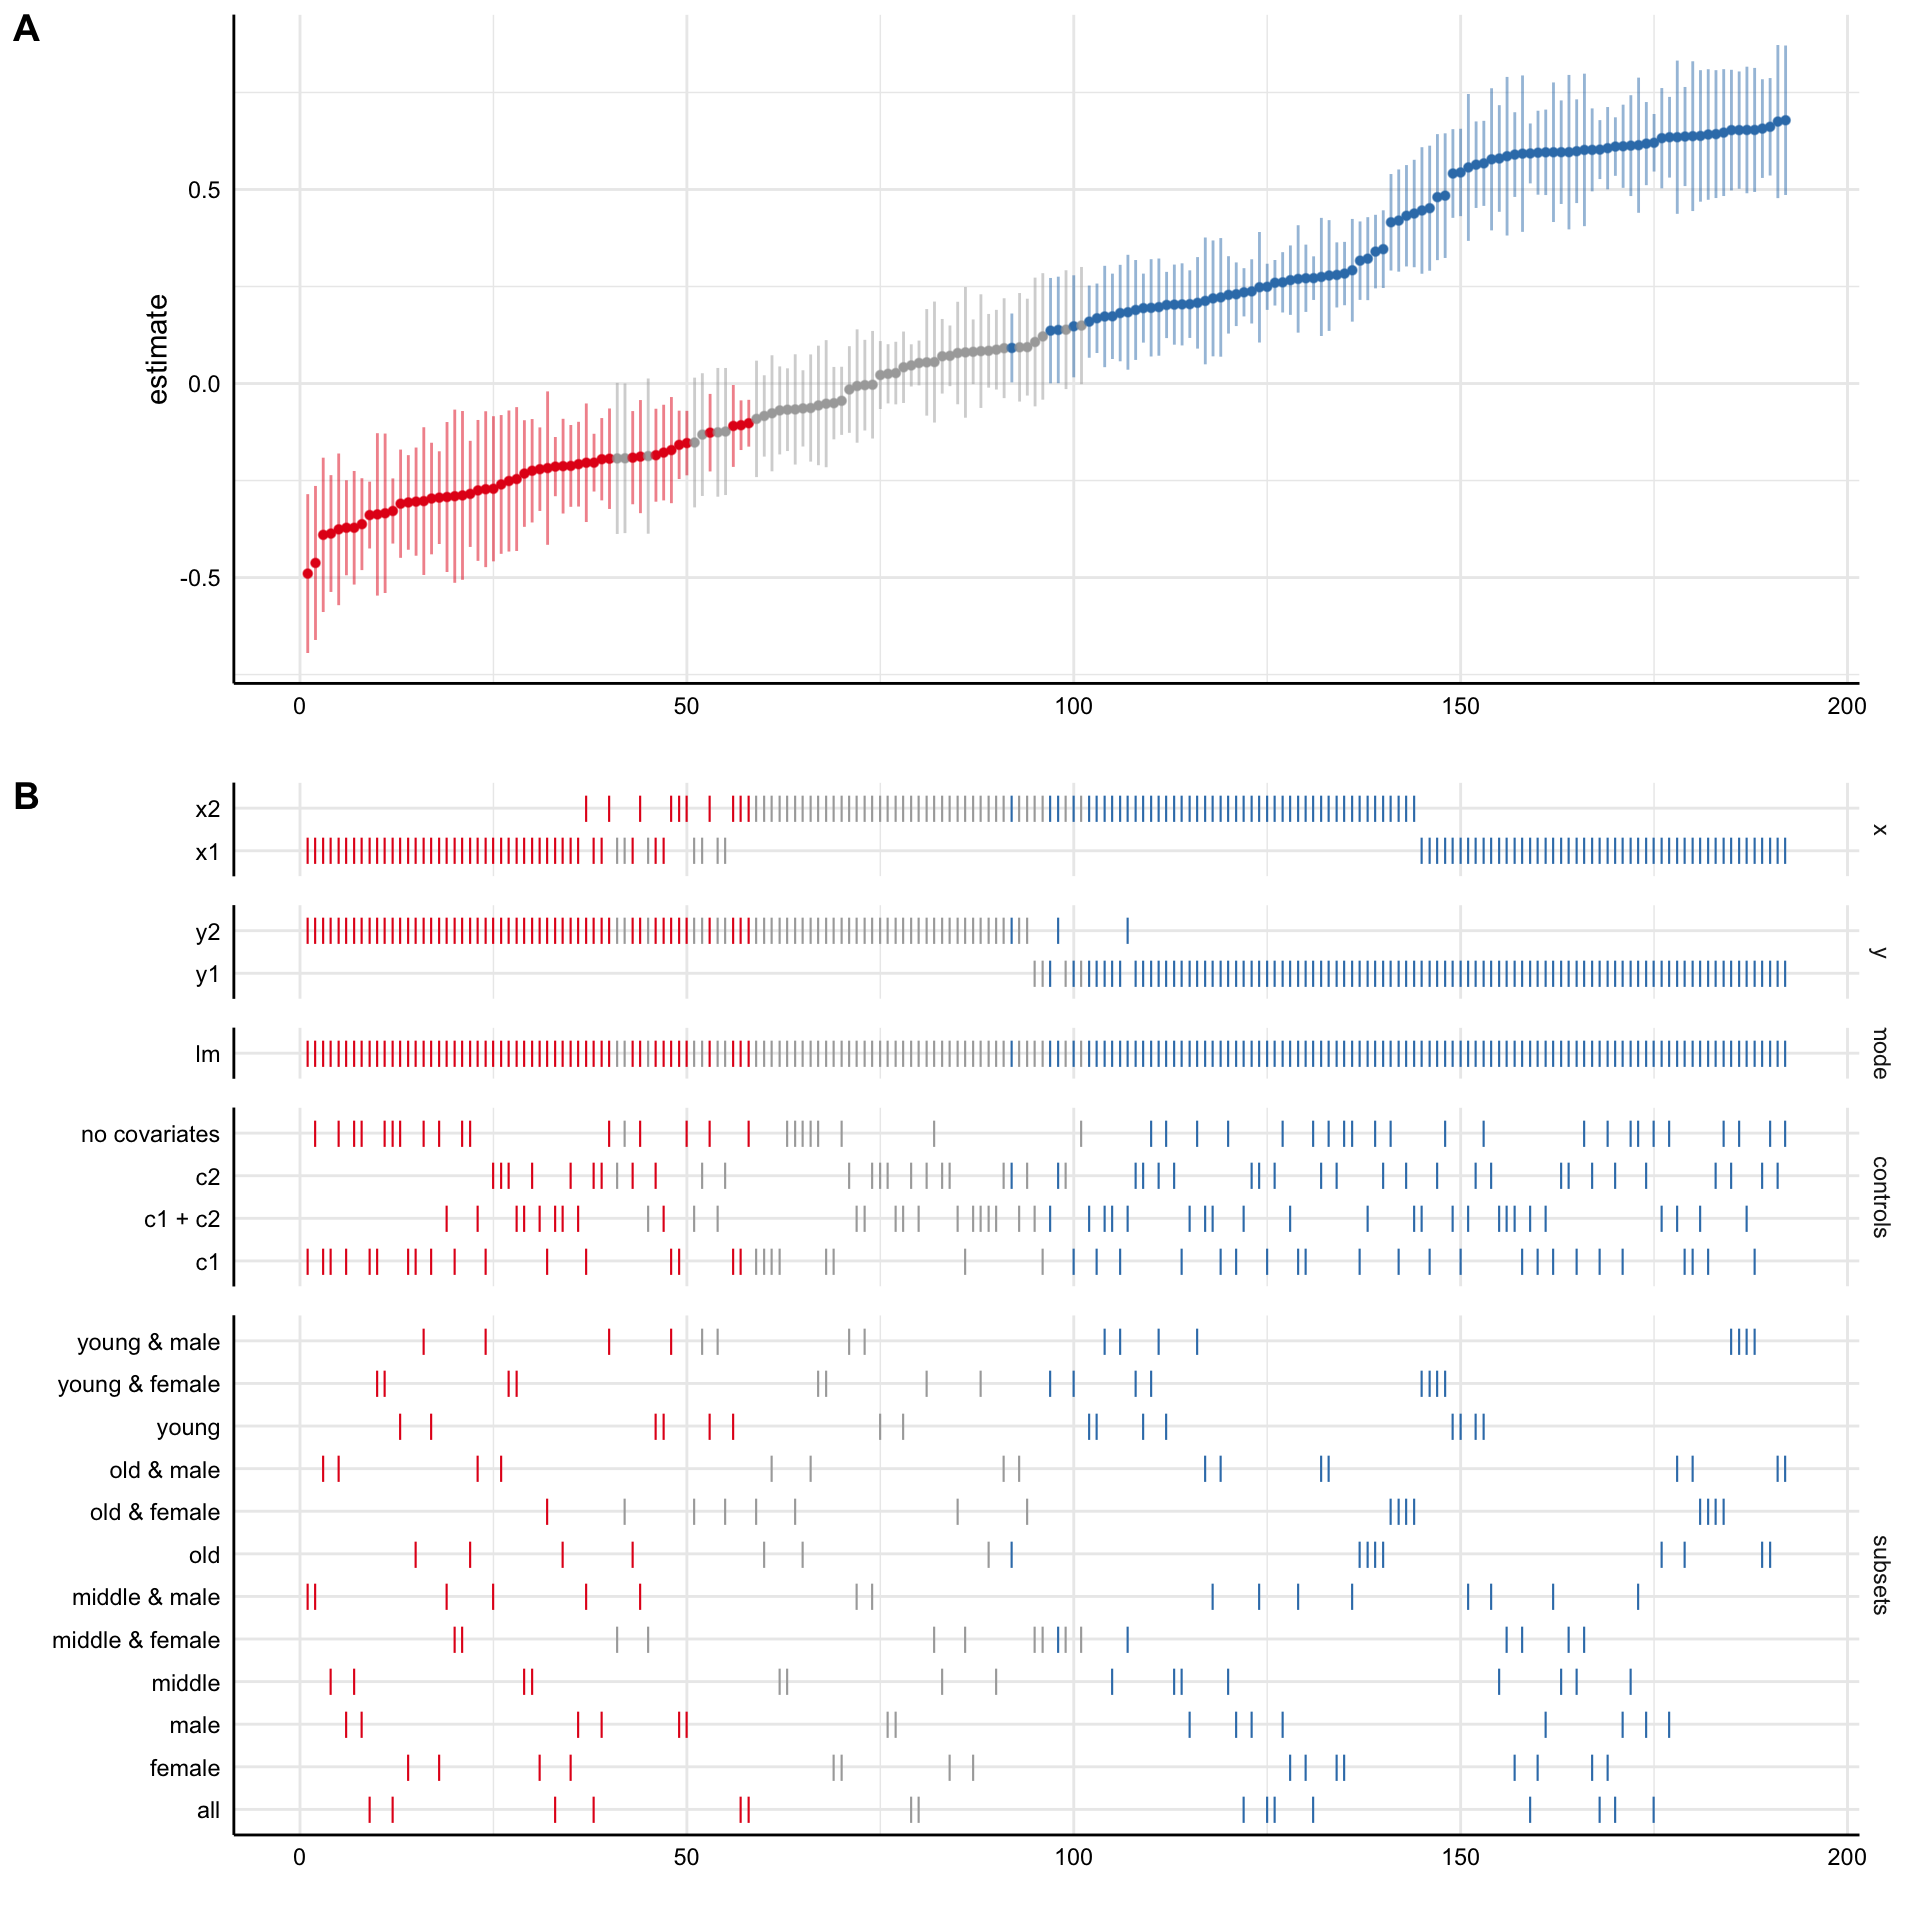 A
estimate
0.5
0.0
-0.5
0 50 100 150 200
B
x2
x1
x
y2
y1
y
lm
mode
no covariates
c2
c1 + c2
c1
controls
young & male
young & female
young
old & male
old & female
old
middle & male
middle & female
middle
male
female
all
subsets
0 50 100 150 200